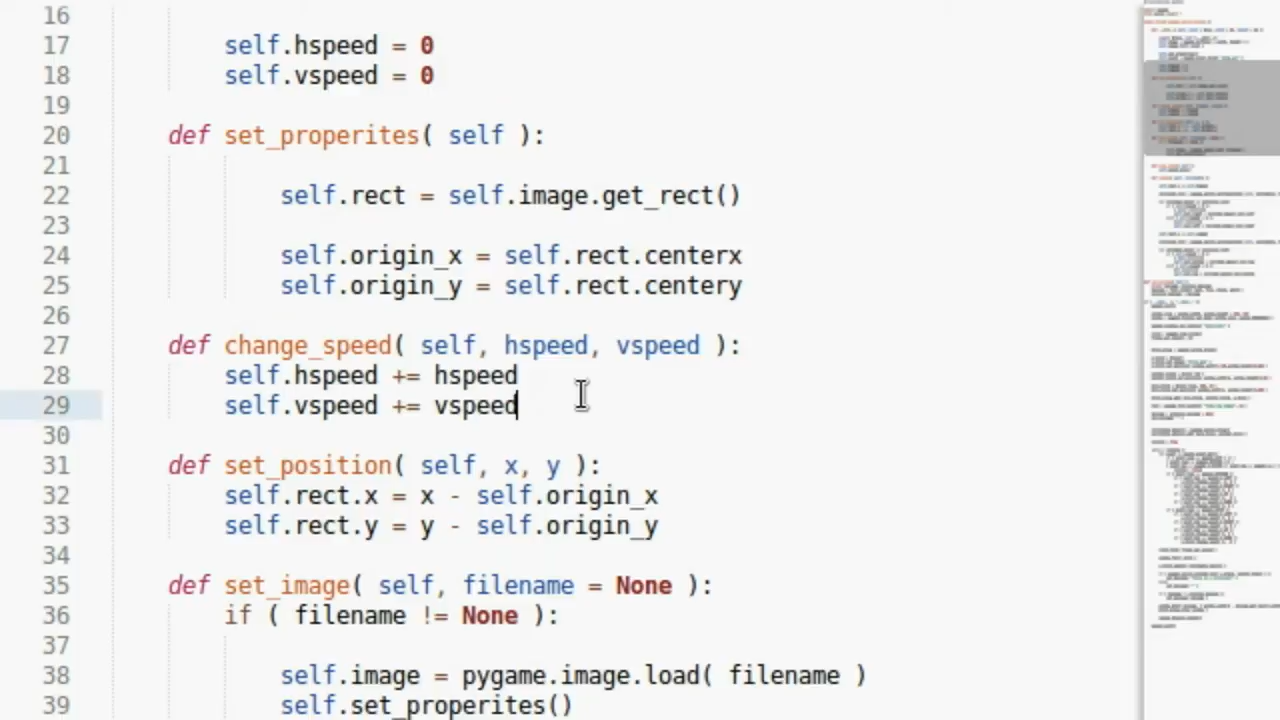 16
17 self.hspeed = 0
18 self.vspeed = 0
19
20 def set_properites( self ):
21
22 self.rect = self.image.get_rect()
23
24 self.origin_x = self.rect.centerx
25 self.origin_y = self.rect.centery
26
27 def change_speed( self, hspeed, vspeed ):
28 self.hspeed += hspeed
29 self.vspeed += vspeed
30
31 def set_position( self, x, y ):
32 self.rect.x = x - self.origin_x
33 self.rect.y = y - self.origin_y
34
35 def set_image( self, filename = None ):
36 if ( filename != None ):
37
38 self.image = pygame.image.load( filename )
39 self.set_properites()